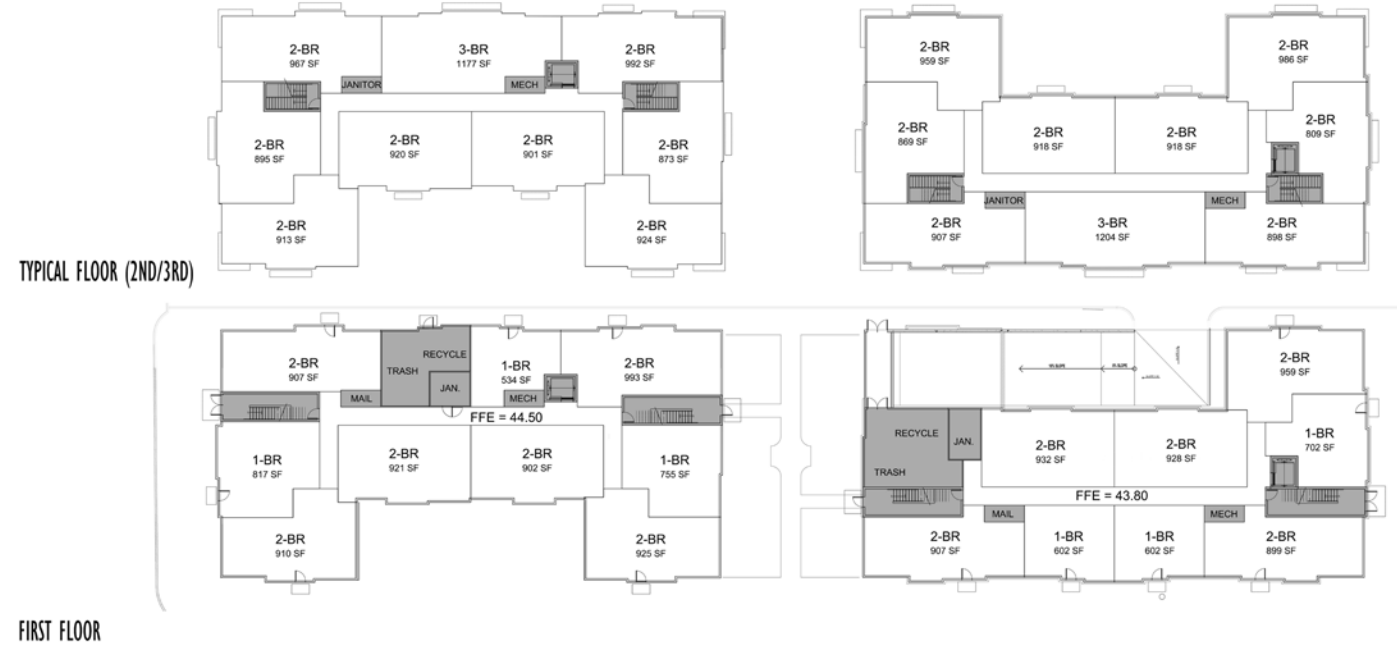 2-BR
967 SF
3-BR
1177 SF
2-BR
992 SF
JANITOR
MECH
2-BR
895 SF
2-BR
920 SF
2-BR
901 SF
2-BR
873 SF
2-BR
913 SF
2-BR
924 SF
2-BR
959 SF
2-BR
986 SF
2-BR
869 SF
2-BR
918 SF
2-BR
918 SF
2-BR
809 SF
JANITOR
MECH
2-BR
907 SF
3-BR
1204 SF
2-BR
898 SF
TYPICAL FLOOR (2ND/3RD)
2-BR
907 SF
RECYCLE
TRASH
JAN.
1-BR
534 SF
2-BR
993 SF
MAIL
MECH
FFE = 44.50
1-BR
817 SF
2-BR
921 SF
2-BR
902 SF
1-BR
755 SF
2-BR
910 SF
2-BR
925 SF
2-BR
959 SF
RECYCLE
JAN.
TRASH
2-BR
932 SF
2-BR
928 SF
1-BR
702 SF
FFE = 43.80
MAIL
MECH
2-BR
907 SF
1-BR
602 SF
1-BR
602 SF
2-BR
899 SF
FIRST FLOOR